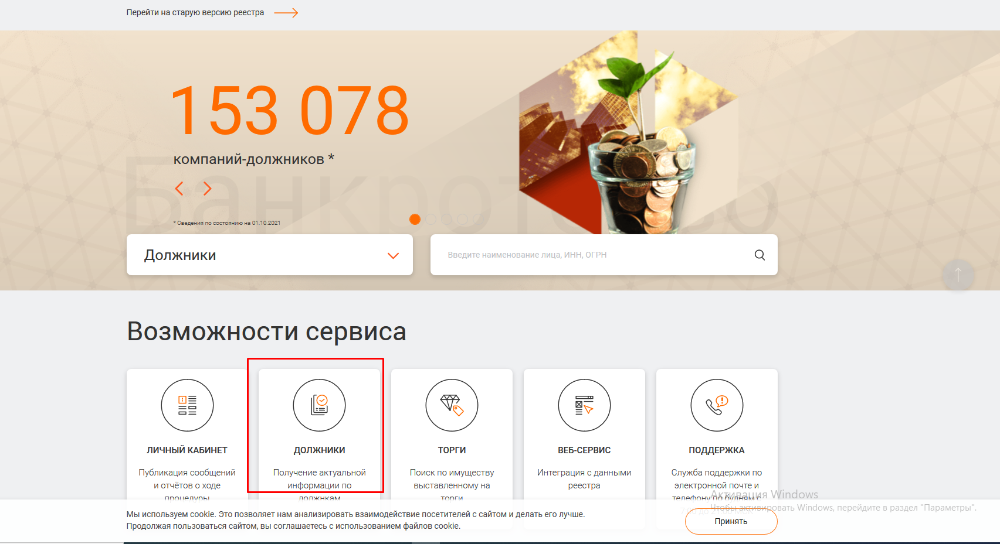 Перейти на старую версию реестра
153 078
компаний-должников *
Банкротство
* Сведения по состоянию на 01.10.2021
Должники
Введите наименование лица, ИНН, ОГРН
Возможности сервиса
ЛИЧНЫЙ КАБИНЕТ
Публикация сообщений
и отчётов о ходе
процедуры
ДОЛЖНИКИ
Получение актуальной
информации по
должнкам
ТОРГИ
Поиск по имуществу
выставленному на
торги
ВЕБ-СЕРВИС
Интеграция с данными
реестра
ПОДДЕРЖКА
Служба поддержки по
электронной почте и
телефону по будням с
Активация Windows
Чтобы активировать Windows, перейдите в раздел "Параметры".
Мы используем cookie. Это позволяет нам анализировать взаимодействие посетителей с сайтом и делать его лучше.
Продолжая пользоваться сайтом, вы соглашаетесь с использованием файлов cookie.
Принять